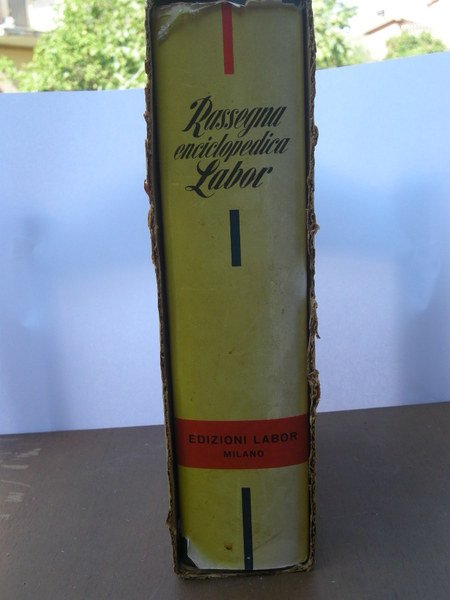 Rassegna
enciclopedica
Labor
EDIZIONI LABOR
MILANO